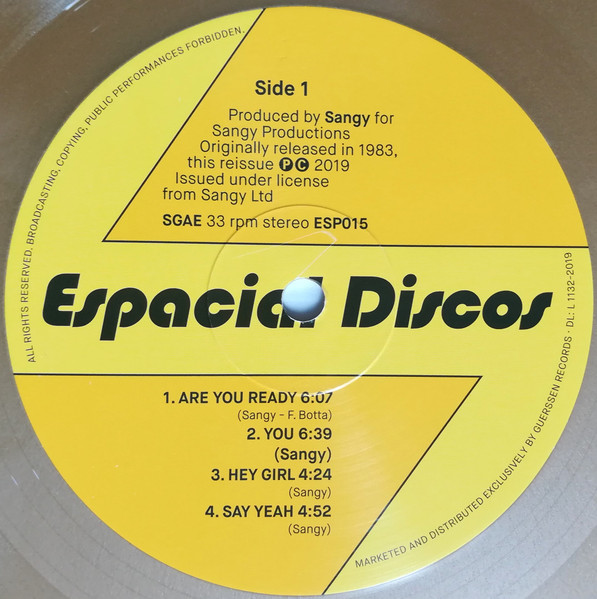 ALL RIGHTS RESERVED. BROADCASTING, COPYING, PUBLIC PERFORMANCES FORBIDDEN.
Side 1
Produced by Sangy for
Sangy Productions
Originally released in 1983,
this reissue Ⓟ Ⓒ 2019
Issued under license
from Sangy Ltd
SGAE 33 rpm stereo ESP015
Espacial Discos
1. ARE YOU READY 6:07
(Sangy - F. Botta)
2. YOU 6:39
(Sangy)
3. HEY GIRL 4:24
(Sangy)
4. SAY YEAH 4:52
(Sangy)
MARKETED AND DISTRIBUTED EXCLUSIVELY BY GUERSSEN RECORDS · DL: L 1132-2019